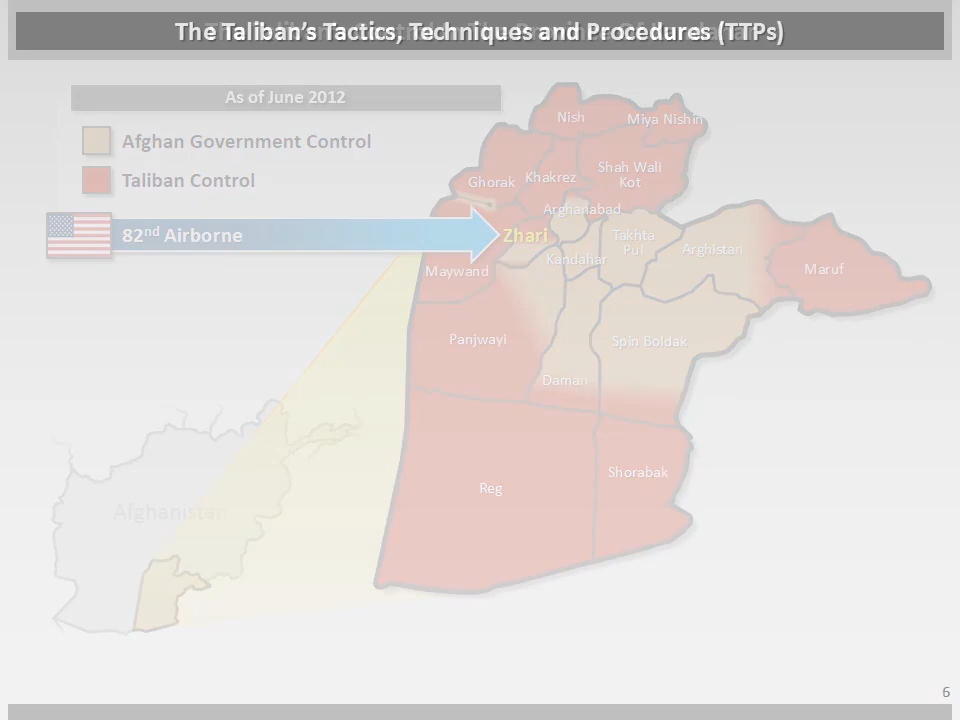 The Taliban's Tactics, Techniques and Procedures (TTPs)
As of June 2012
Afghan Government Control
Taliban Control
82nd Airborne
Nish
Miya Nishin
Shah Wali
Kot
Khakrez
Ghorak
Arghanabad
Zhari
Takhta
Pul
Arghistan
Kandahar
Maywand
Maruf
Panjwayi
Spin Boldak
Daman
Shorabak
Reg
Afghanistan
6